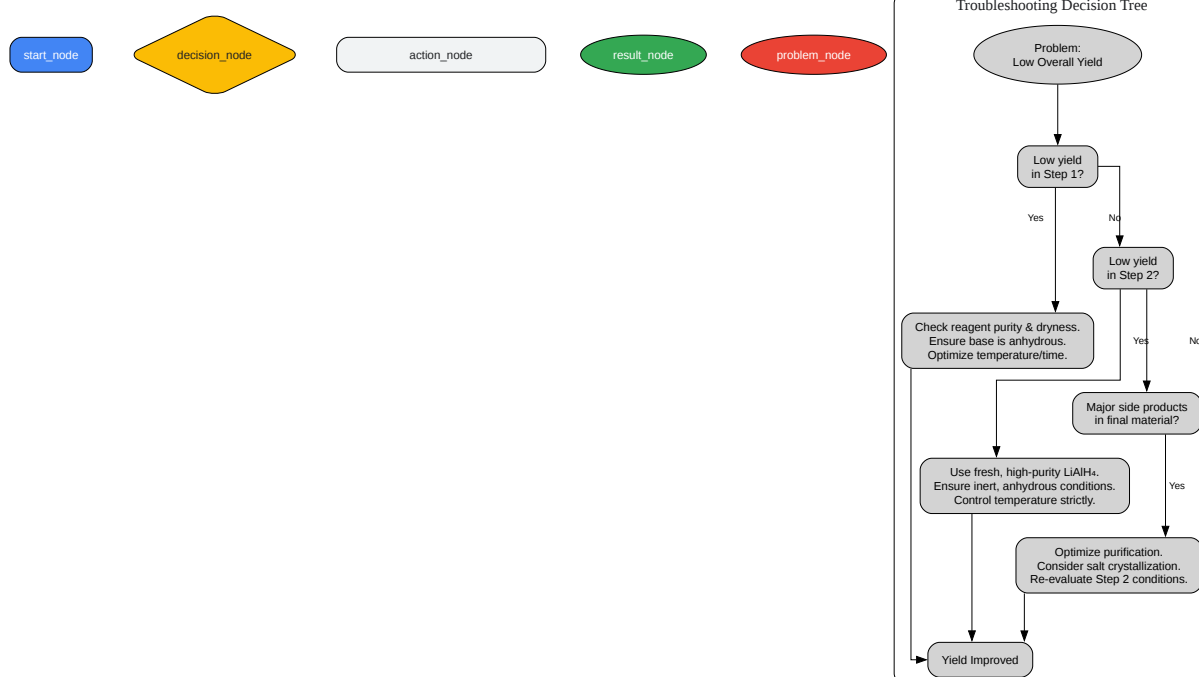 Troubleshooting Decision Tree
start_node
decision_node
action_node
result_node
problem_node
Problem:
Low Overall Yield
Low yield
in Step 1?
Yes
No
Low yield
in Step 2?
Check reagent purity & dryness.
Ensure base is anhydrous.
Optimize temperature/time.
Yes
No
Major side products
in final material?
Use fresh, high-purity LiAlH₄.
Ensure inert, anhydrous conditions.
Control temperature strictly.
Yes
Optimize purification.
Consider salt crystallization.
Re-evaluate Step 2 conditions.
Yield Improved